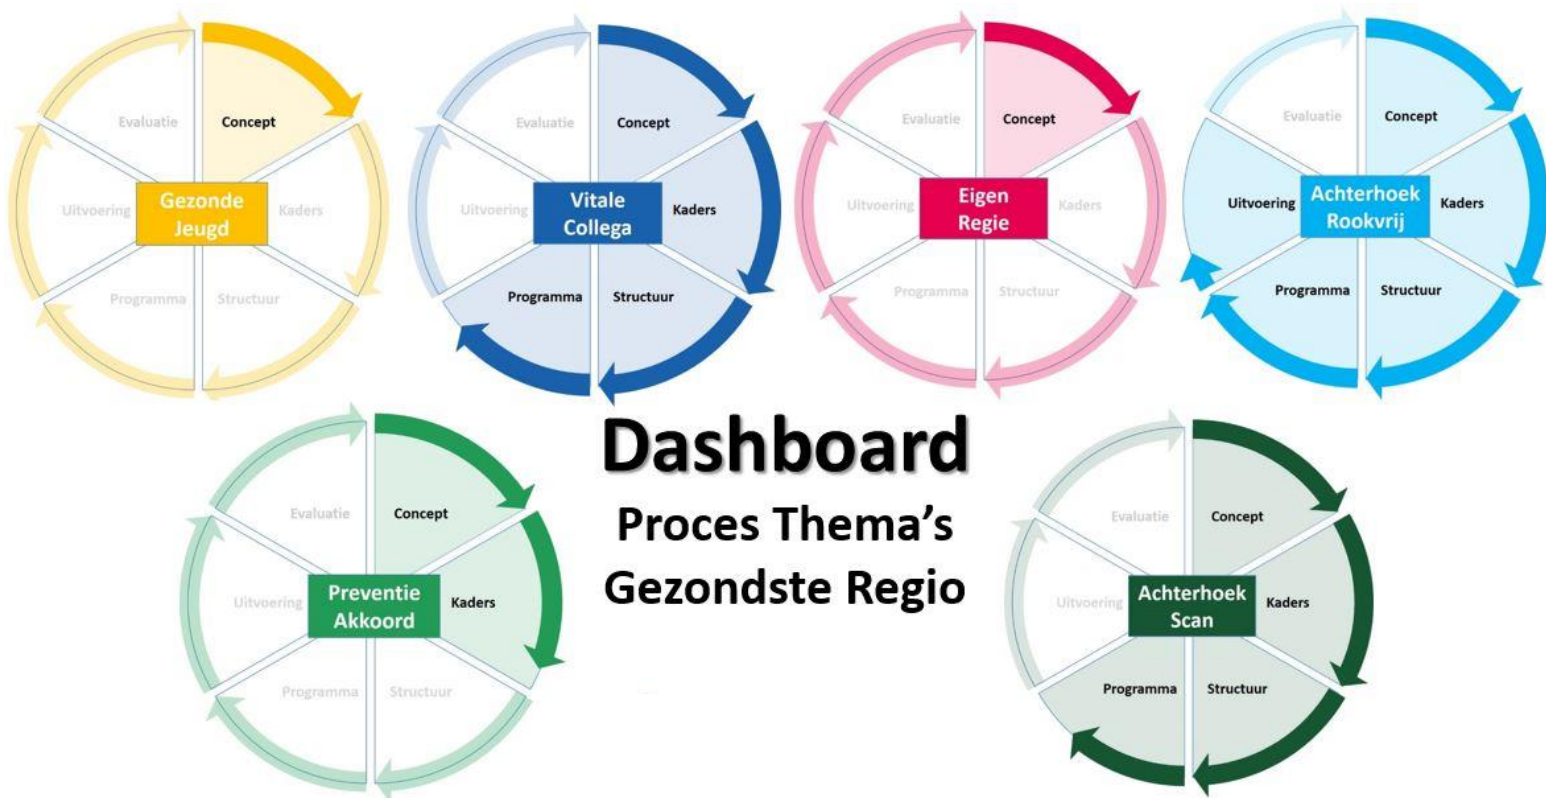 Evaluatie
Concept
Uitvoering
Gezonde
Jeugd
Kaders
Programma
Structuur
Evaluatie
Concept
Uitvoering
Vitale
Collega
Kaders
Programma
Structuur
Evaluatie
Concept
Uitvoering
Eigen
Regie
Kaders
Programma
Structuur
Evaluatie
Concept
Uitvoering
Achterhoek
Rookvrij
Kaders
Programma
Structuur
Evaluatie
Concept
Uitvoering
Preventie
Akkoord
Kaders
Programma
Structuur
Dashboard
Proces Thema’s
Gezondste Regio
Evaluatie
Concept
Uitvoering
Achterhoek
Scan
Kaders
Programma
Structuur